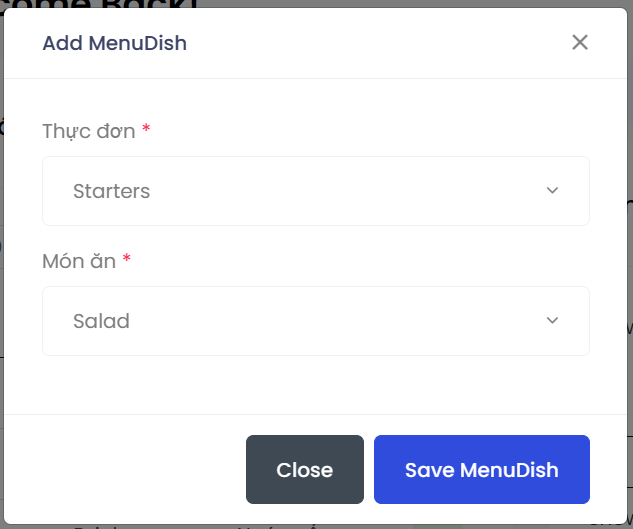 Add MenuDish
Thực đơn *
Starters
Món ăn *
Salad
Close
Save MenuDish